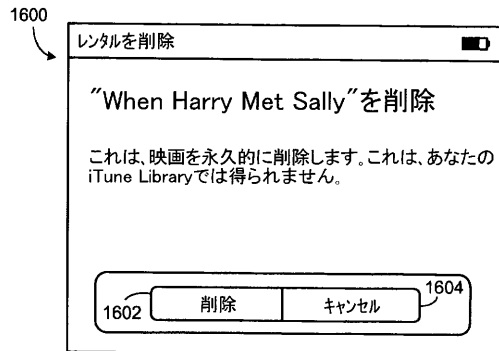 1600
レンタルを削除
"When Harry Met Sally"を削除
これは、映画を永久的に削除します。これは、あなたの
iTune Libraryでは得られません。
1602
削除
キャンセル
1604